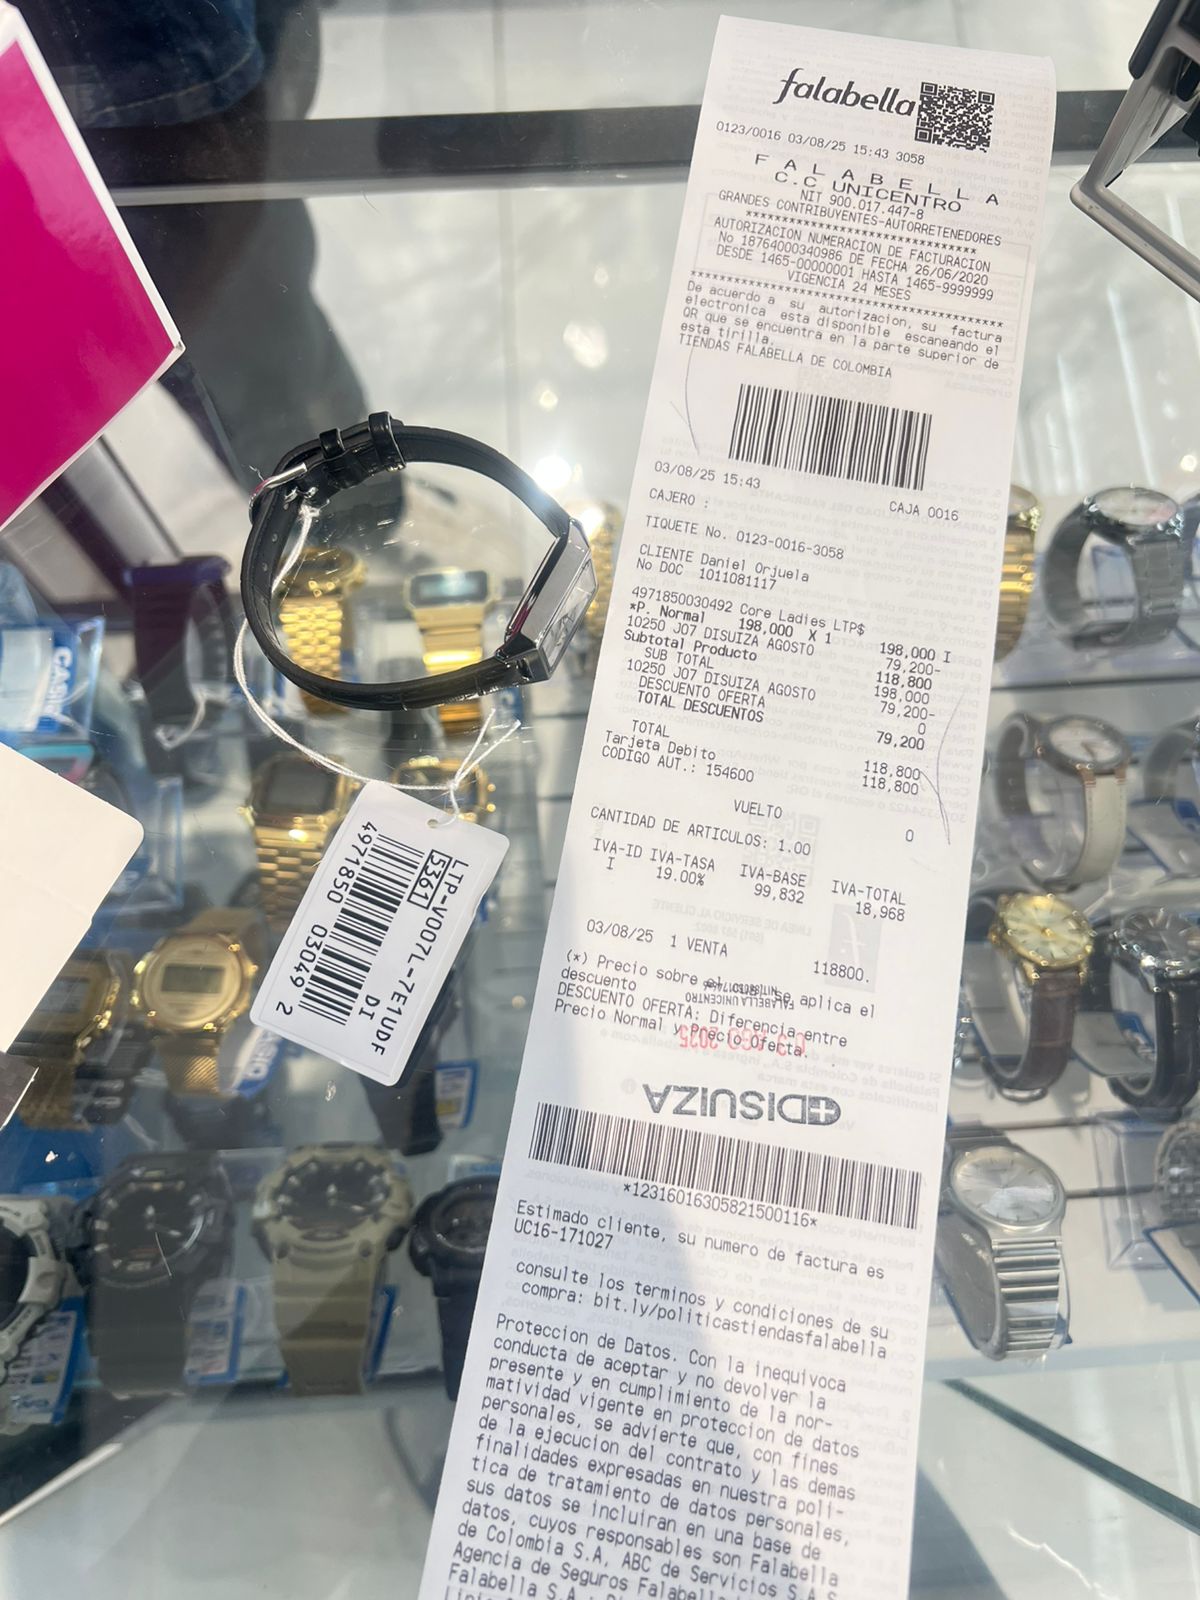 falabella
0123/0016 03/08/25 15:43 3058
F A L A B E L L A
C.C UNICENTRO
NIT 900.017.447-8
GRANDES CONTRIBUYENTES-AUTORRETENEDORES
*********************************
AUTORIZACION NUMERACION DE FACTURACION
No 18764000340986 DE FECHA 26/06/2020
DESDE 1465-00000001 HASTA 1465-9999999
VIGENCIA 24 MESES
*********************************
De acuerdo a su autorizacion, su factura
electronica esta disponible escaneando el
QR que se encuentra en la parte superior de
esta tirilla.
TIENDAS FALABELLA DE COLOMBIA
03/08/25 15:43
CAJERO : CAJA 0016
TIQUETE No. 0123-0016-3058
CLIENTE Daniel Orjuela
No DOC 1011081117
4971850030492 Core Ladies LTP$ 198,000 I
*P. Normal 198,000 X 1
10250 J07 DISUIZA AGOSTO 79,200-
Subtotal Producto 118,800
SUB TOTAL 198,000
10250 J07 DISUIZA AGOSTO 79,200-
DESCUENTO OFERTA 0
TOTAL DESCUENTOS 79,200
TOTAL 118,800
Tarjeta Debito 118,800
CODIGO AUT.: 154600
VUELTO 0
CANTIDAD DE ARTICULOS: 1.00
IVA-ID IVA-TASA IVA-BASE IVA-TOTAL
I 19.00% 99,832 18,968
03/08/25 1 VENTA 118800.
(*) Precio sobre el cual se aplica el
descuento
DESCUENTO OFERTA: Diferencia entre
Precio Normal y Precio Oferta.
DISUIZA
*12316016305821500116*
Estimado cliente, su numero de factura es
UC16-171027
consulte los terminos y condiciones de su
compra: bit.ly/politicastiendasfalabella
Proteccion de Datos. Con la inequivoca
conducta de aceptar y no devolver la
presente y en cumplimiento de la nor-
matividad vigente en proteccion de datos
personales, se advierte que, con fines
de la ejecucion del contrato y las demas
finalidades expresadas en nuestra poli-
tica de tratamiento de datos personales,
sus datos se incluiran en una base de
datos, cuyos responsables son Falabella
de Colombia S.A, ABC de Servicios S.A.S
Agencia de Seguros Falabella
Falabella S.A.
LTP-V007L-7E1UDF
5361 DI
4971850 03049 2
CASIO